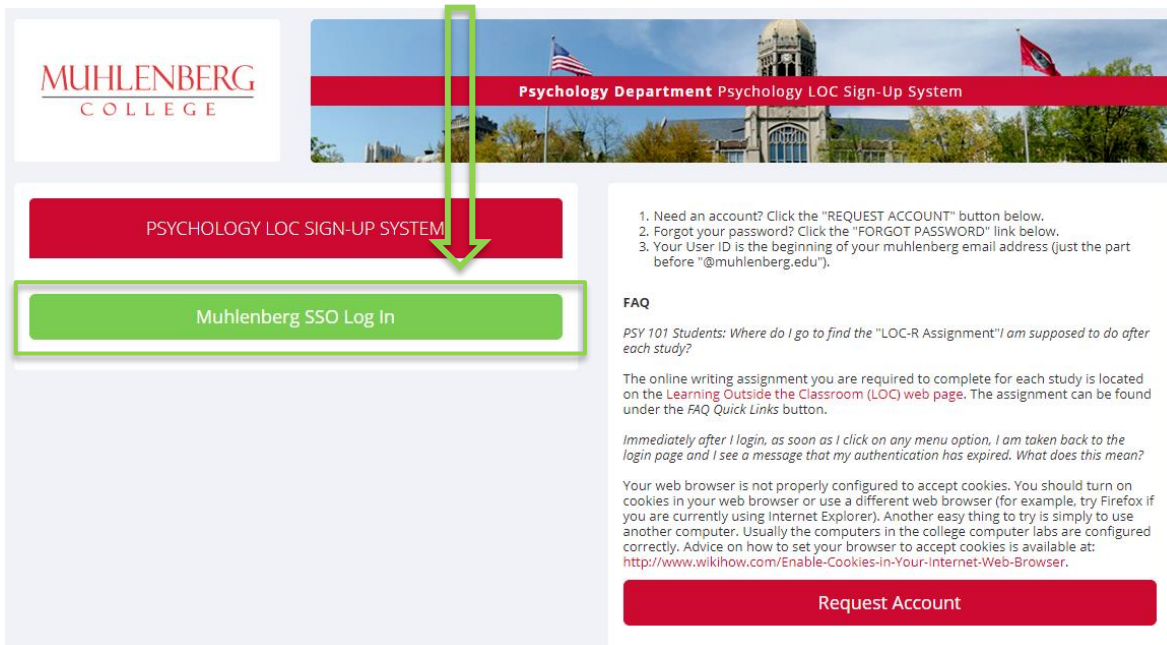 MUHLENBERG
COLLEGE
Psychology Department Psychology LOC Sign-Up System
PSYCHOLOGY LOC SIGN-UP SYSTEM
Muhlenberg SSO Log In
1. Need an account? Click the "REQUEST ACCOUNT" button below.
2. Forgot your password? Click the "FORGOT PASSWORD" link below.
3. Your User ID is the beginning of your muhlenberg email address (just the part
before "@muhlenberg.edu").
FAQ
PSY 101 Students: Where do I go to find the "LOC-R Assignment"I am supposed to do after
each study?
The online writing assignment you are required to complete for each study is located
on the Learning Outside the Classroom (LOC) web page. The assignment can be found
under the FAQ Quick Links button.
Immediately after I login, as soon as I click on any menu option, I am taken back to the
login page and I see a message that my authentication has expired. What does this mean?
Your web browser is not properly configured to accept cookies. You should turn on
cookies in your web browser or use a different web browser (for example, try Firefox if
you are currently using Internet Explorer). Another easy thing to try is simply to use
another computer. Usually the computers in the college computer labs are configured
correctly. Advice on how to set your browser to accept cookies is available at:
http://www.wikihow.com/Enable-Cookies-in-Your-Internet-Web-Browser.
Request Account